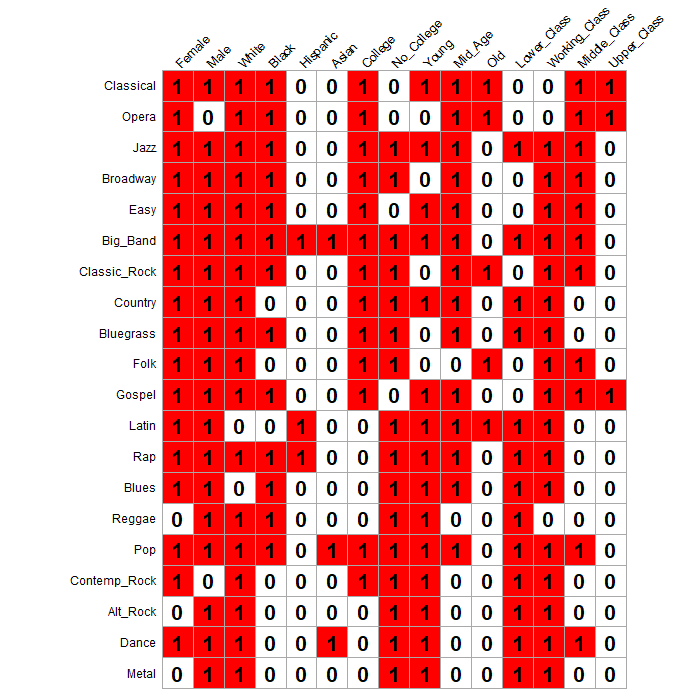 Female Male White Black Hispanic Asian College No_College Young Mid_Age Old Lower_Class Working_Class Middle_Class Upper_Class
Classical 1 1 1 1 0 0 1 0 1 1 1 0 0 1 1
Opera 1 0 1 1 0 0 1 0 0 1 1 0 0 1 1
Jazz 1 1 1 1 0 0 1 1 1 1 0 1 1 1 0
Broadway 1 1 1 1 0 0 1 1 0 1 0 0 1 1 0
Easy 1 1 1 1 0 0 1 0 1 1 0 0 1 1 0
Big_Band 1 1 1 1 1 1 1 1 1 1 0 1 1 1 0
Classic_Rock 1 1 1 1 0 0 1 1 0 1 1 0 1 1 0
Country 1 1 1 0 0 0 1 1 1 1 0 1 1 0 0
Bluegrass 1 1 1 1 0 0 1 1 0 1 0 1 1 0 0
Folk 1 1 1 0 0 0 1 1 0 0 1 0 1 1 0
Gospel 1 1 1 1 0 0 1 0 1 1 0 0 1 1 1
Latin 1 1 0 0 1 0 0 1 1 1 1 1 1 0 0
Rap 1 1 1 1 1 0 0 1 1 1 0 1 1 0 0
Blues 1 1 0 1 0 0 0 1 1 1 0 1 1 0 0
Reggae 0 1 1 1 0 0 0 1 1 0 0 1 0 0 0
Pop 1 1 1 1 0 1 1 1 1 1 0 1 1 1 0
Contemp_Rock 1 0 1 0 0 0 1 1 1 0 0 1 1 0 0
Alt_Rock 0 1 1 0 0 0 0 1 1 0 0 1 1 0 0
Dance 1 1 1 0 0 1 0 1 1 0 0 1 1 1 0
Metal 0 1 1 0 0 0 0 1 1 0 0 1 1 0 0